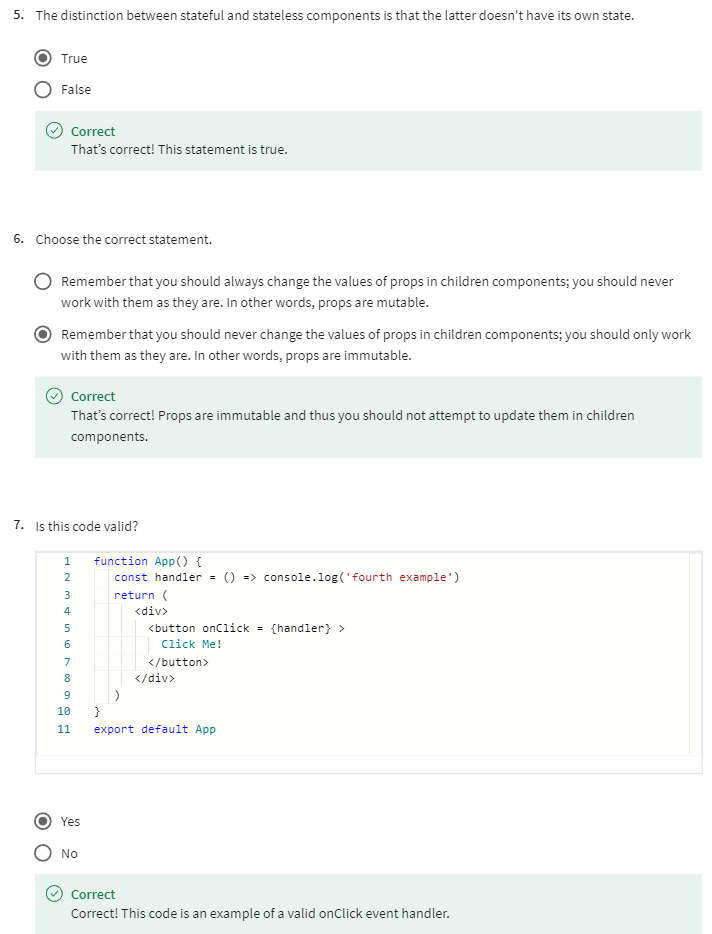 5. The distinction between stateful and stateless components is that the latter doesn't have its own state.
True
False
Correct
That's correct! This statement is true.
6. Choose the correct statement.
Remember that you should always change the values of props in children components; you should never
work with them as they are. In other words, props are mutable.
Remember that you should never change the values of props in children components; you should only work
with them as they are. In other words, props are immutable.
Correct
That's correct! Props are immutable and thus you should not attempt to update them in children
components.
7. Is this code valid?
1 function App() {
2 const handler = () => console.log('fourth example')
3 return (
4 <div>
5 <button onClick = {handler} >
6 Click Me!
7 </button>
8 </div>
9 )
10 }
11 export default App
Yes
No
Correct
Correct! This code is an example of a valid onClick event handler.